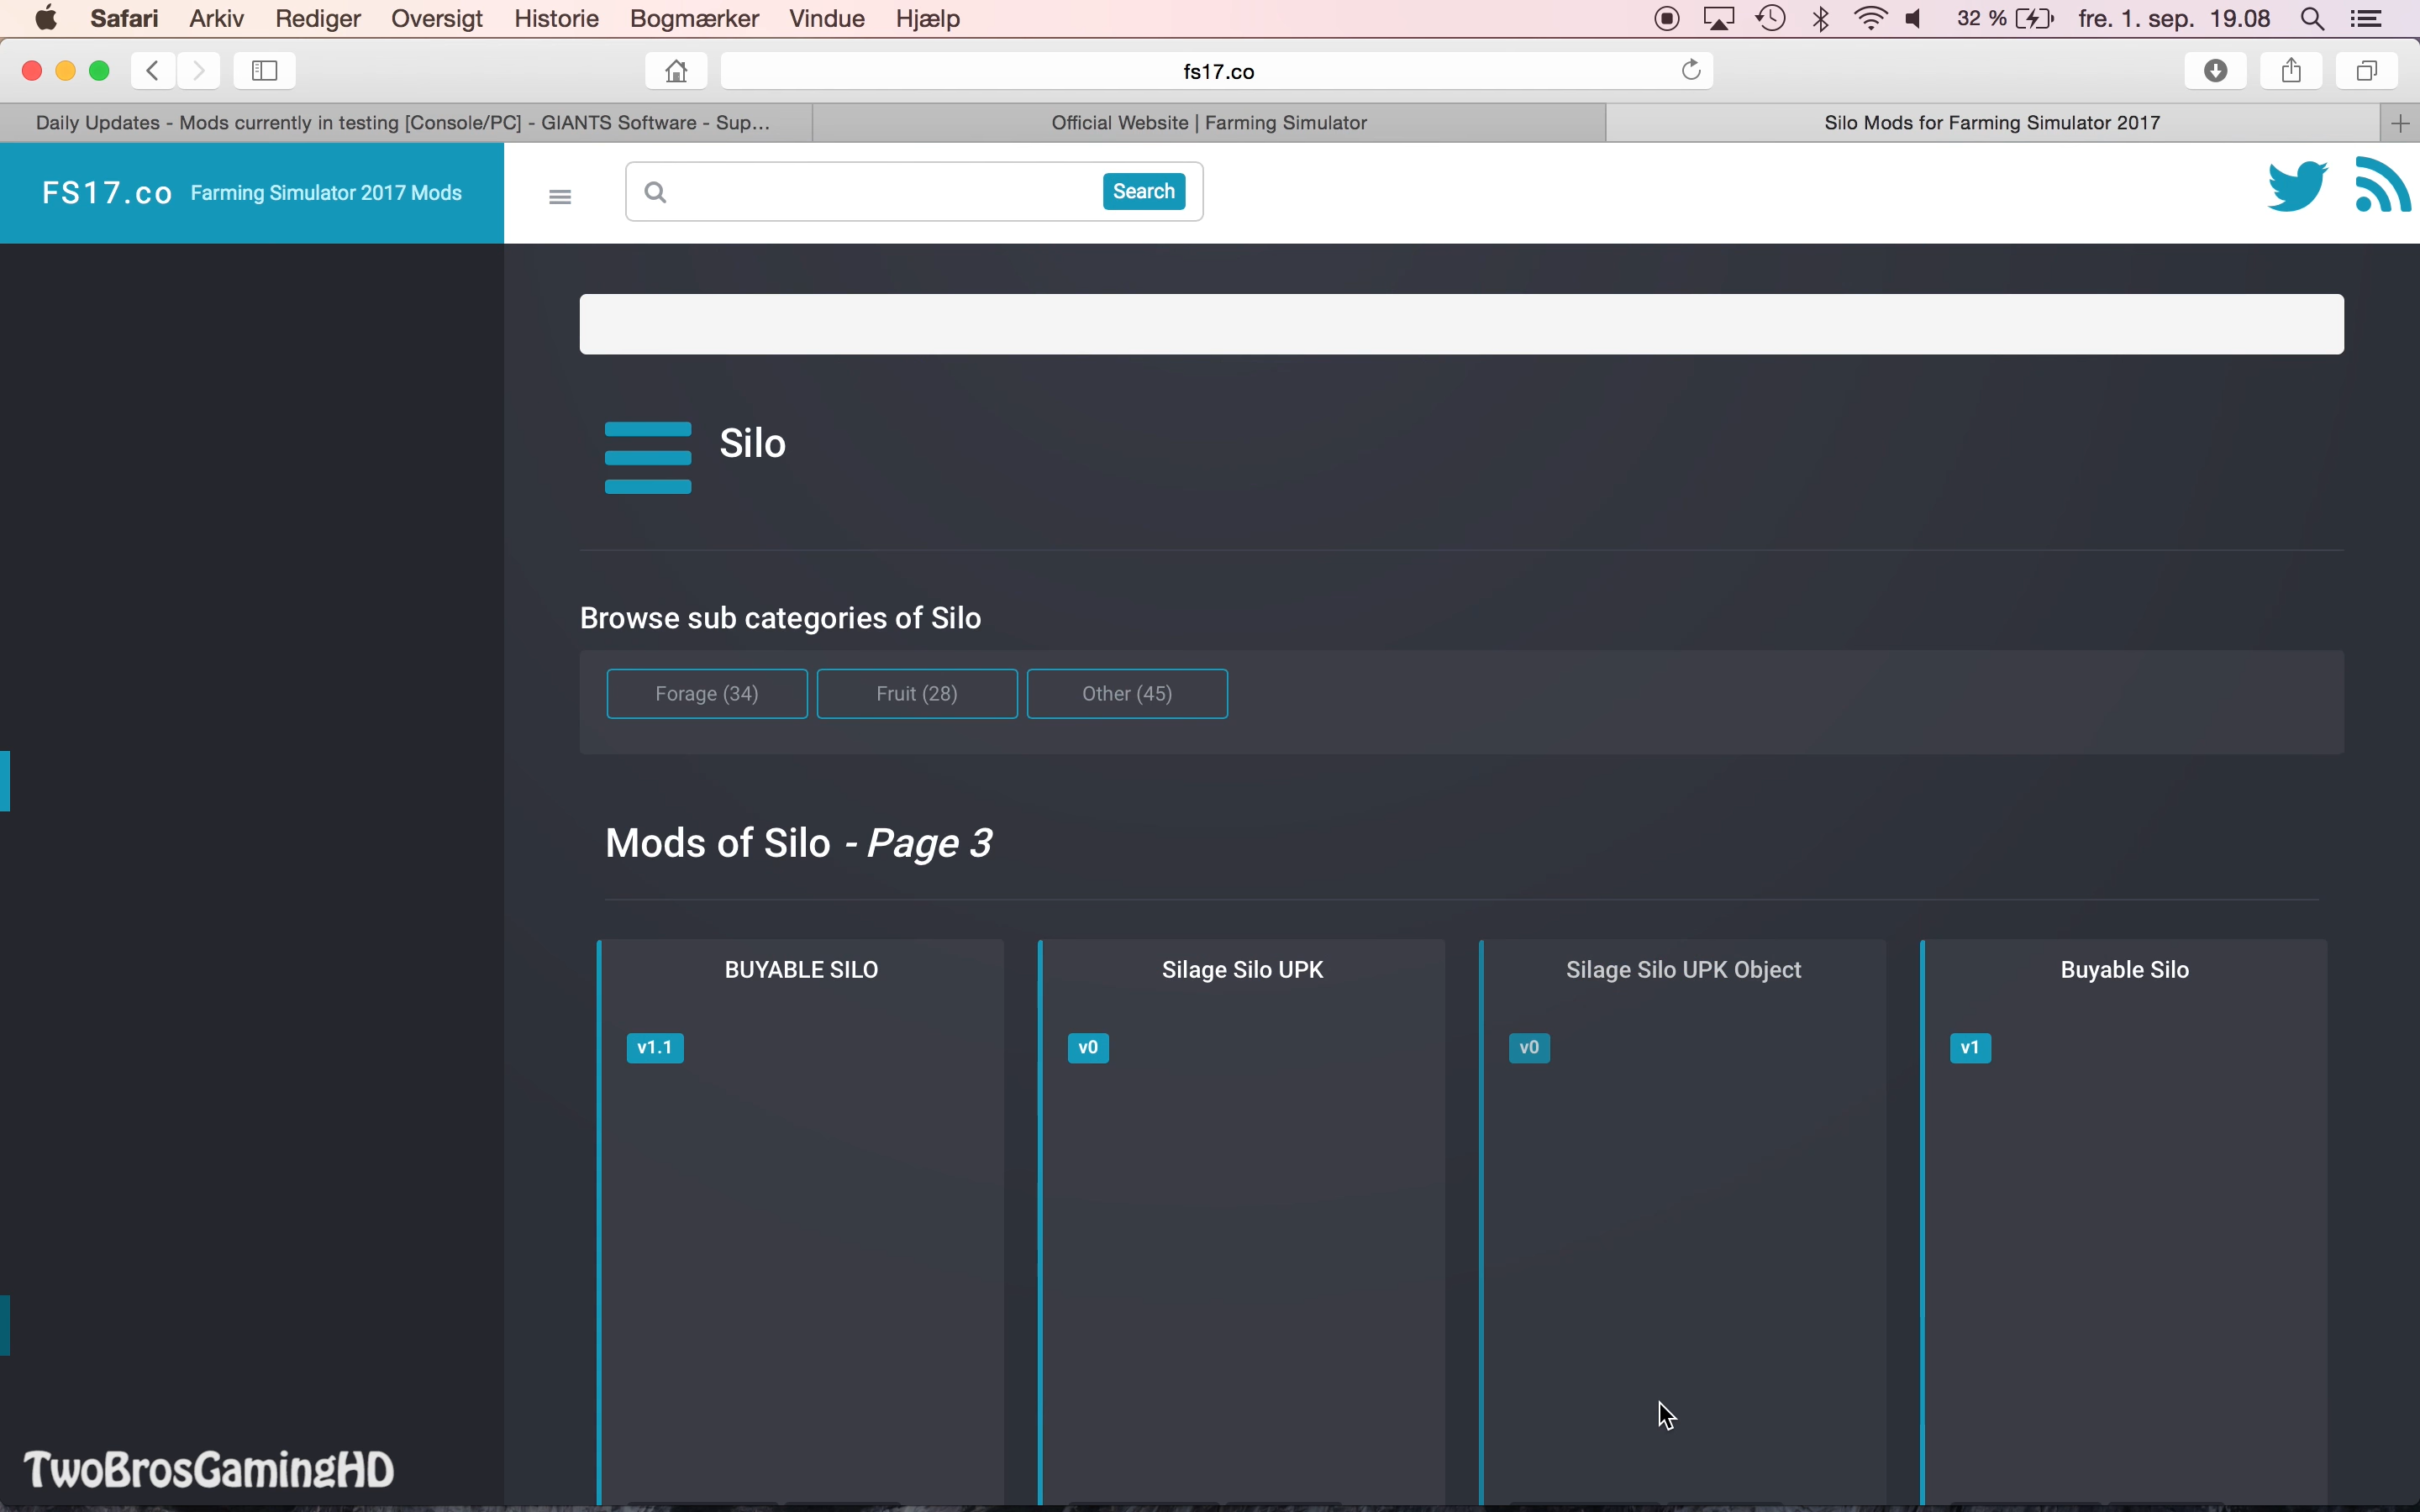 Safari Arkiv Rediger Oversigt Historie Bogmærker Vindue Hjælp 32 % fre. 1. sep. 19.08
fs17.co
Daily Updates - Mods currently in testing [Console/PC] - GIANTS Software - Sup... Official Website | Farming Simulator Silo Mods for Farming Simulator 2017
FS17.co Farming Simulator 2017 Mods Search
Silo
Browse sub categories of Silo
Forage (34) Fruit (28) Other (45)
Mods of Silo - Page 3
BUYABLE SILO Silage Silo UPK Silage Silo UPK Object Buyable Silo
v1.1 v0 v0 v1
TwoBrosGamingHD